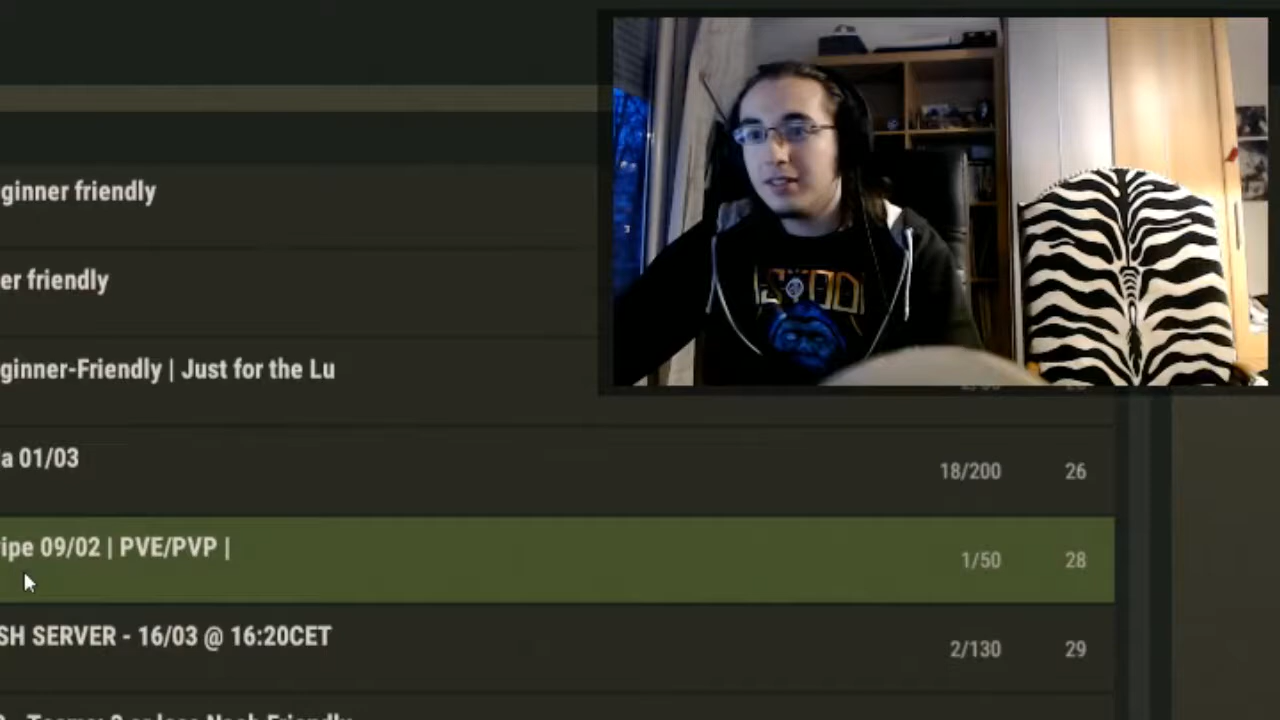 ginner friendly
er friendly
ginner-Friendly | Just for the Lu
a 01/03
18/200 26
ipe 09/02 | PVE/PVP |
1/50 28
SH SERVER - 16/03 @ 16:20CET
2/130 29